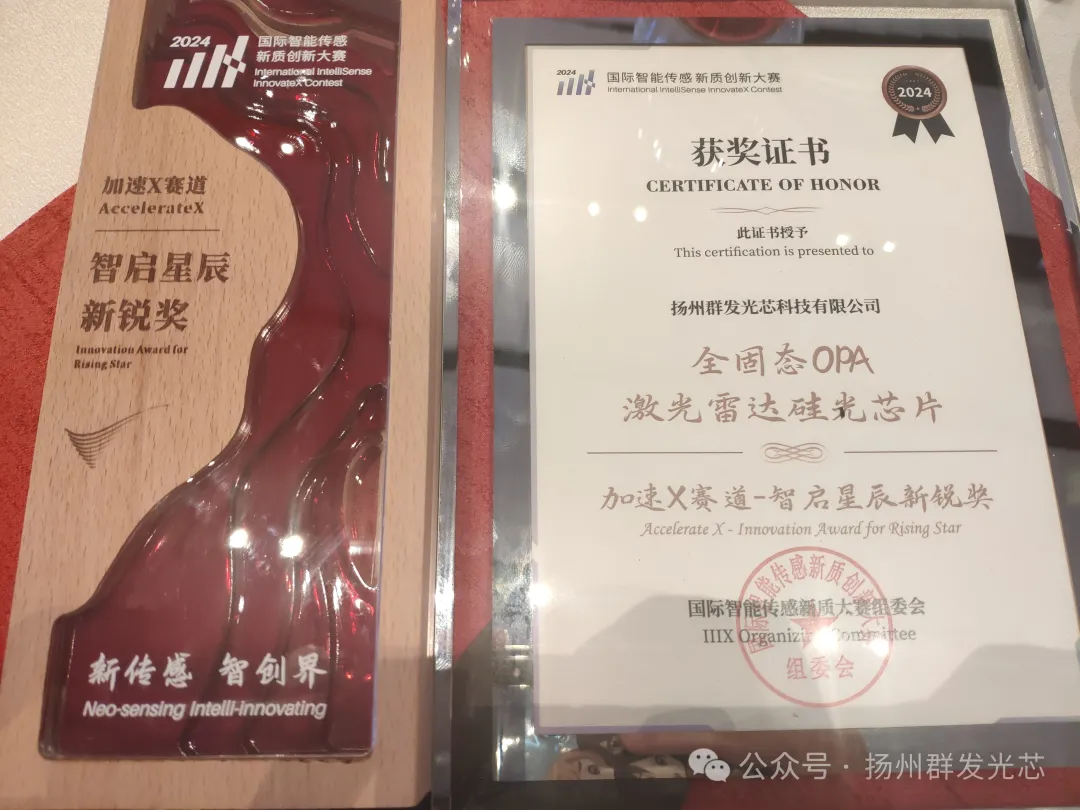 2024
国际智能传感
新质创新大赛
International IntelliSense
InnovateX Contest
加速X赛道
AccelerateX
智启星辰
新锐奖
Innovation Award for
Rising Star
新传感 智创界
Neo-sensing Intelli-innovating
2024
国际智能传感 新质创新大赛
International IntelliSense InnovateX Contest
2024
获奖证书
CERTIFICATE OF HONOR
此证书授予
This certification is presented to
扬州群发光芯科技有限公司
全固态OPA
激光雷达硅光芯片
加速X赛道-智启星辰新锐奖
Accelerate X - Innovation Award for Rising Star
国际智能传感新质大赛组委会
IIIX Organizing Committee
组委会
公众号 · 扬州群发光芯